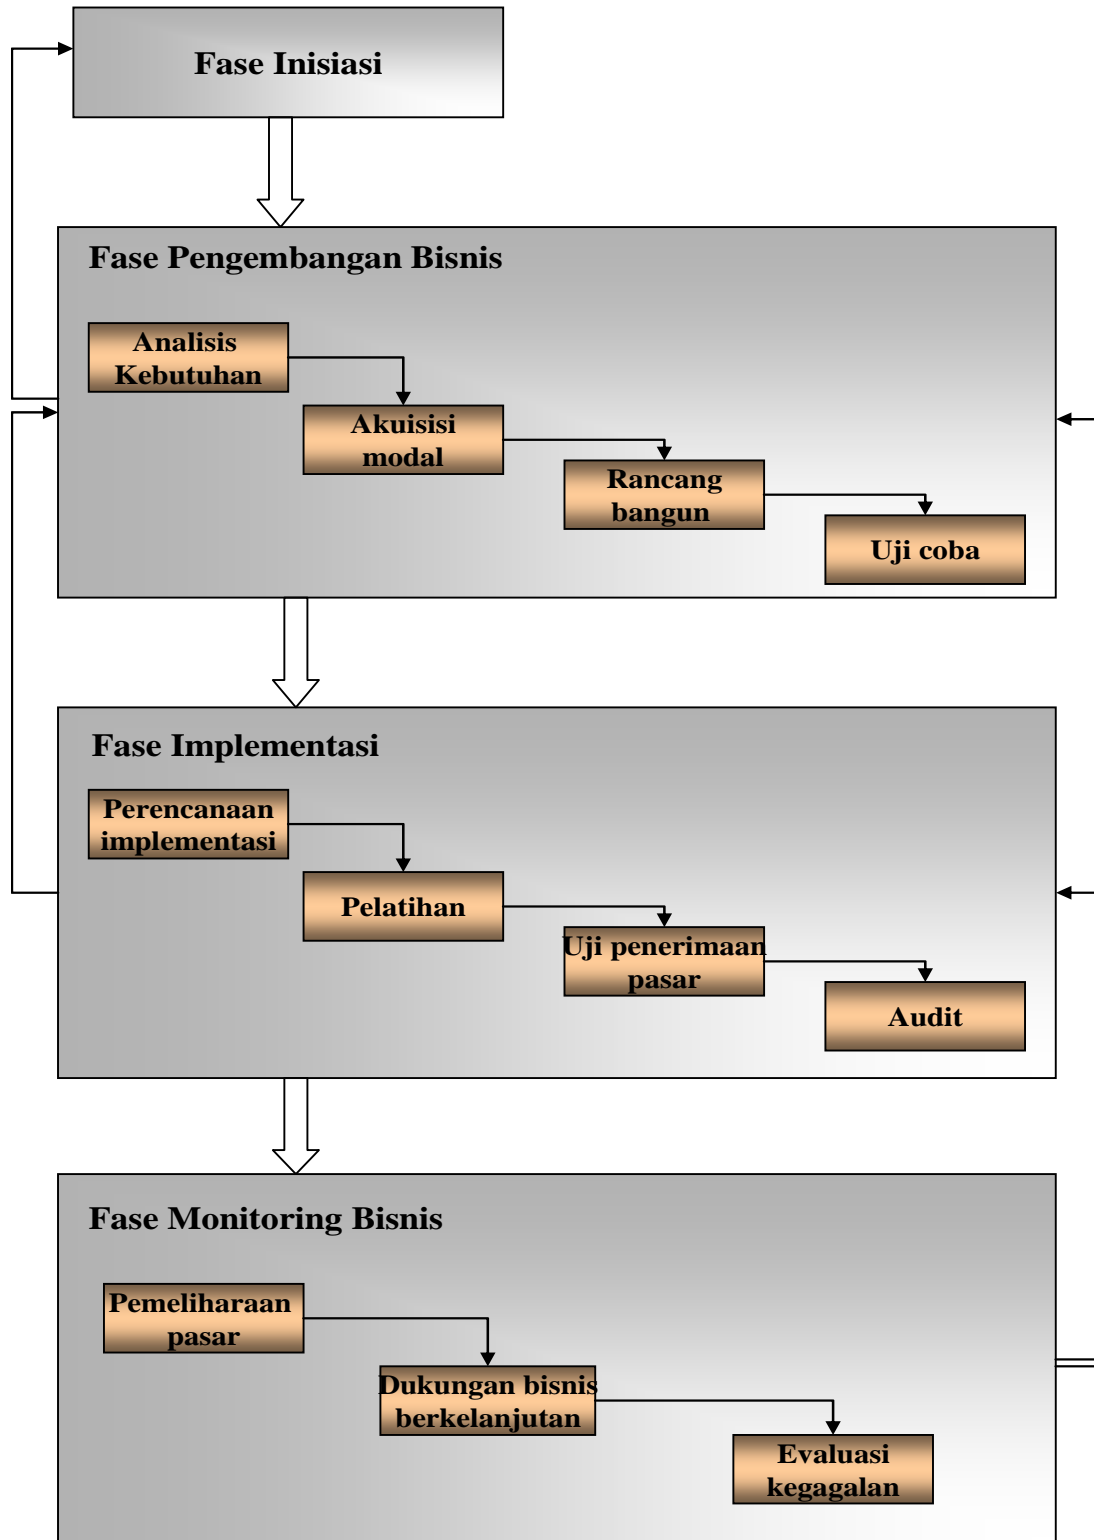 Fase Inisiasi
Fase Pengembangan Bisnis
Analisis
Kebutuhan
Akuisisi
modal
Rancang
bangun
Uji coba
Fase Implementasi
Perencanaan
implementasi
Pelatihan
Uji penerimaan
pasar
Audit
Fase Monitoring Bisnis
Pemeliharaan
pasar
Dukungan bisnis
berkelanjutan
Evaluasi
kegagalan